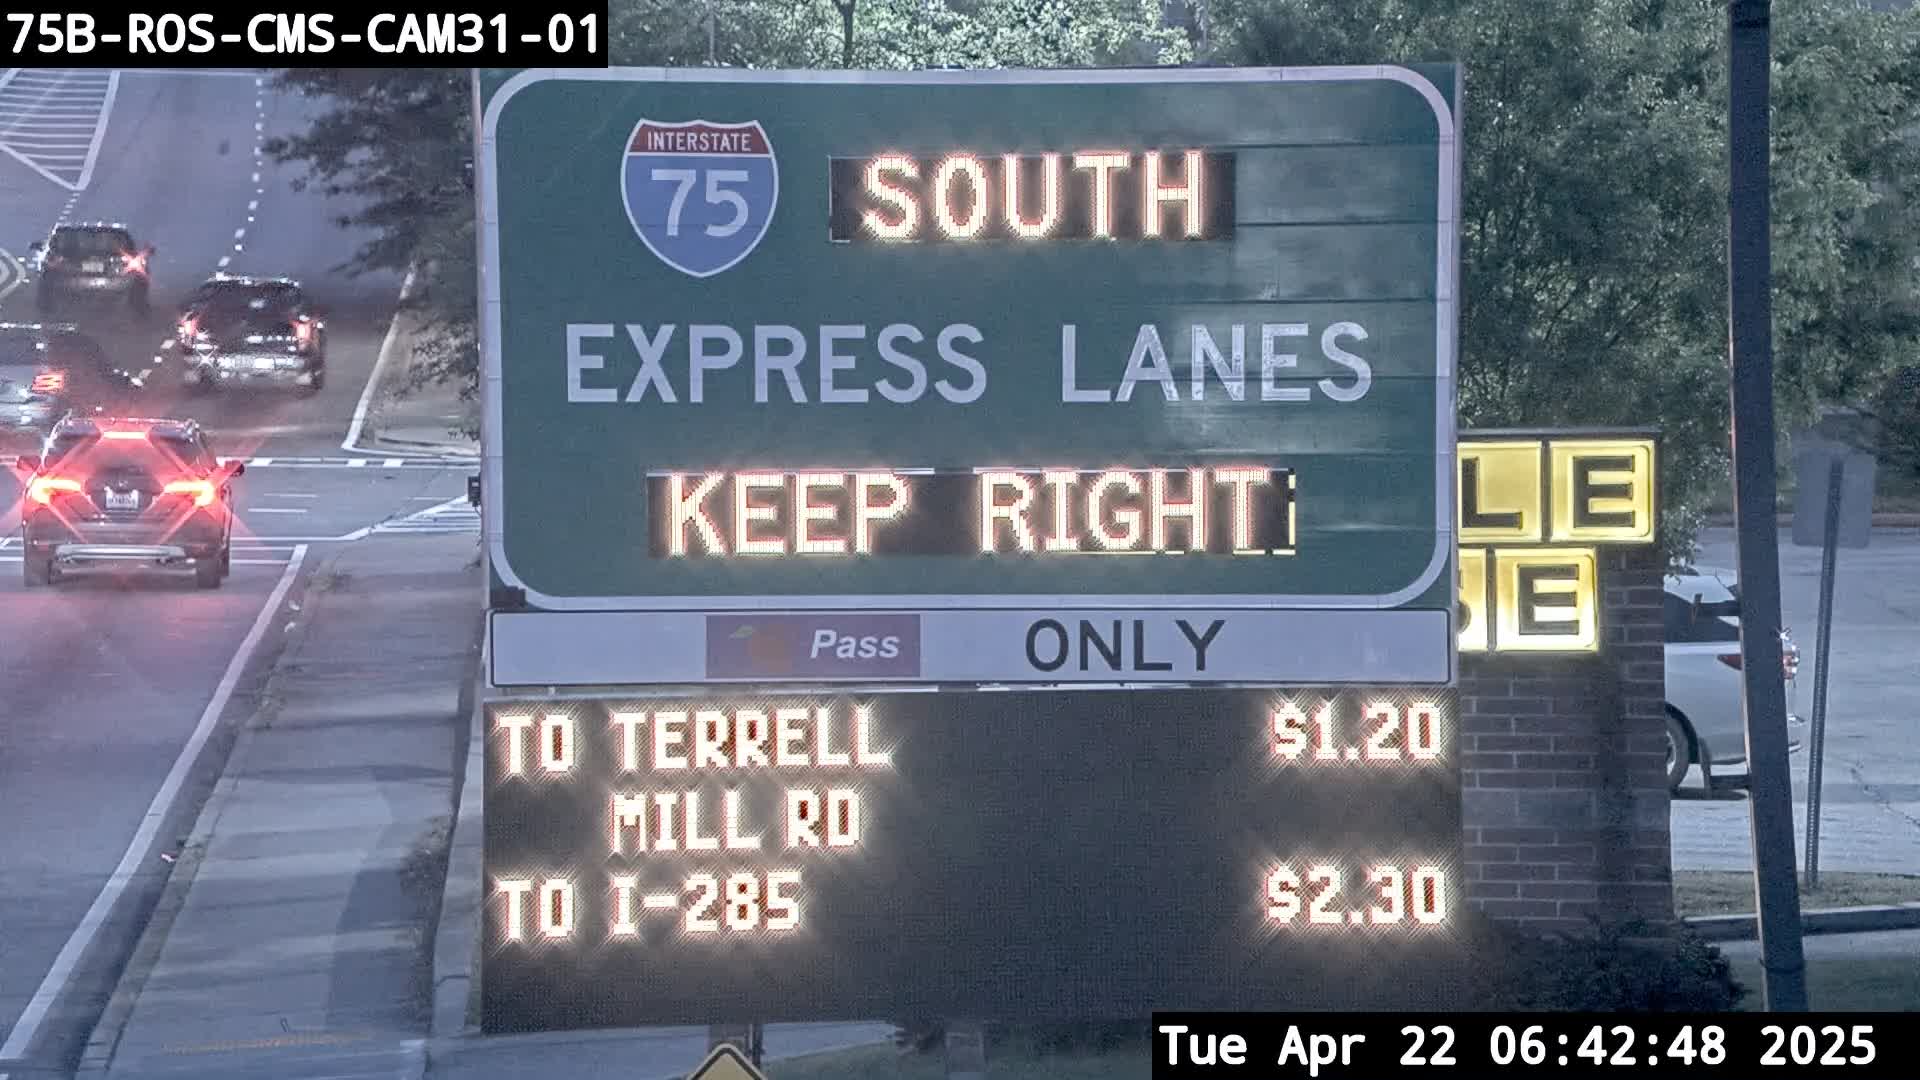 75B-ROS-CMS-CAM31-01
INTERSTATE
75
SOUTH
EXPRESS LANES
KEEP RIGHT
Pass ONLY
TO TERRELL $1.20
MILL RD
TO I-285 $2.30
LE
E
Tue Apr 22 06:42:48 2025